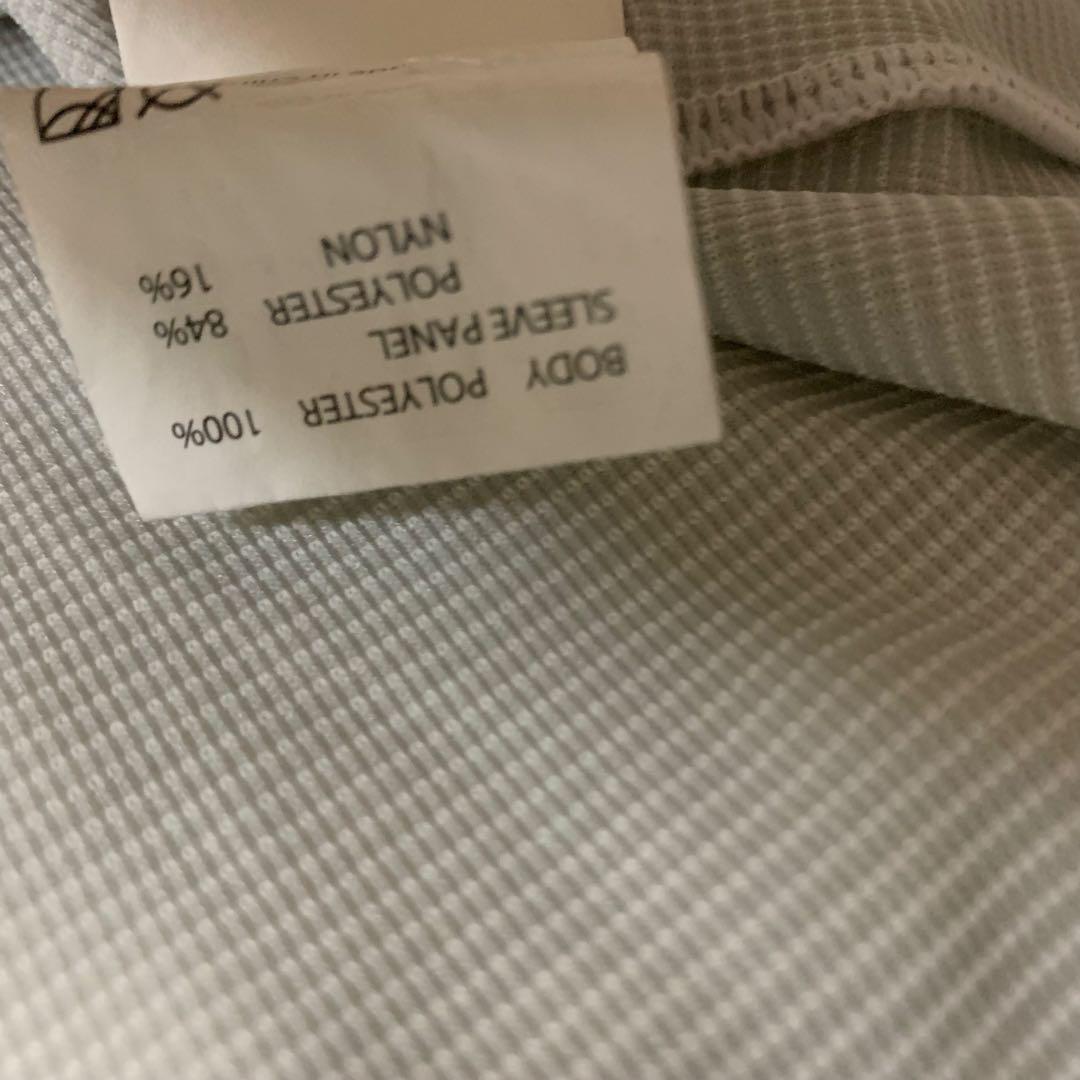 BODY POLYESTER 100%
SLEEVE PANEL
POLYESTER 84%
NYLON 16%